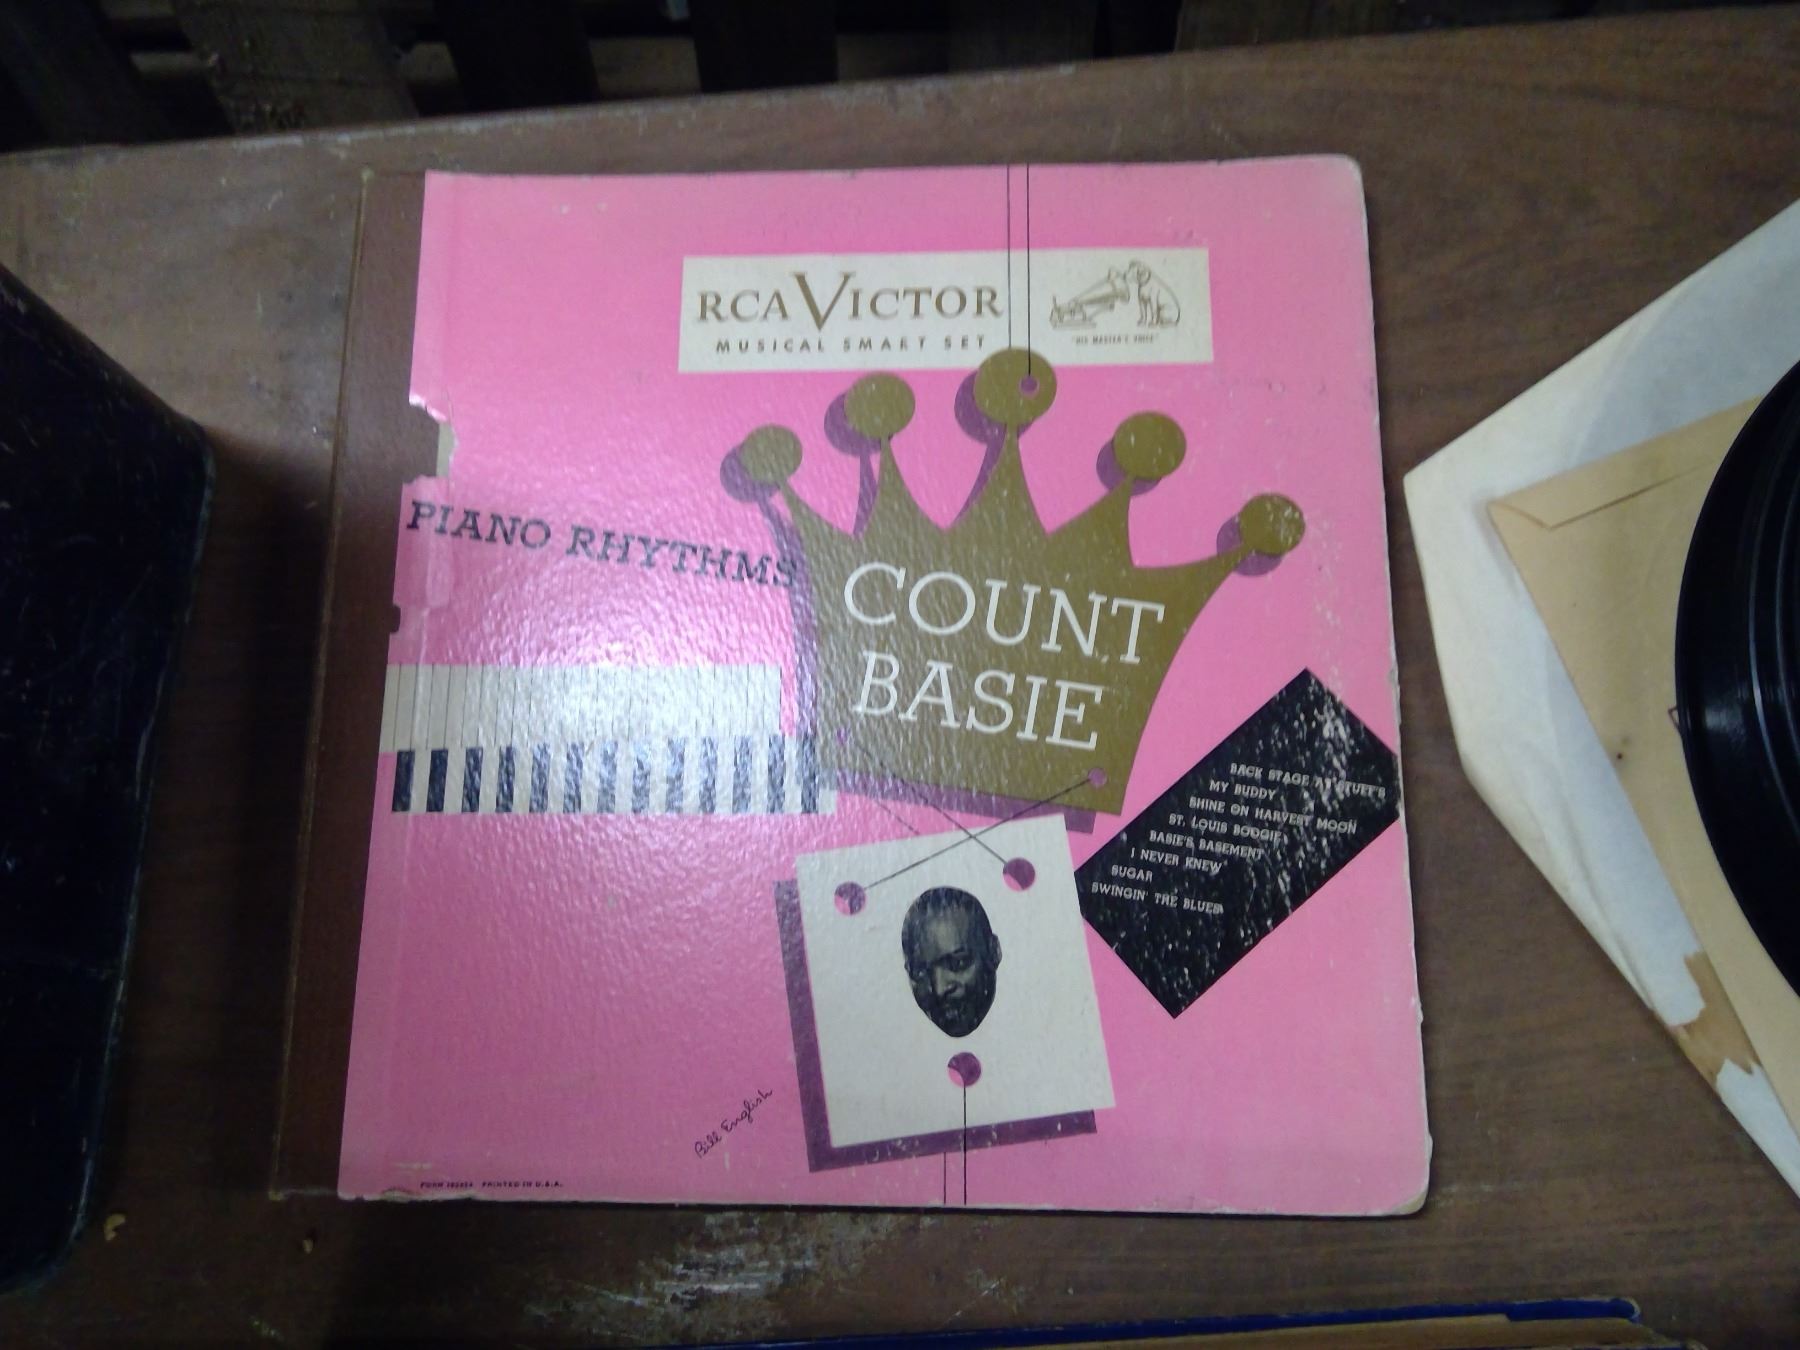 RCA VICTOR
MUSICAL SMART SET
"HIS MASTER'S VOICE"
PIANO RHYTHMS
COUNT
BASIE
BACK STAGE AT STUFF'S
MY BUDDY
SHINE ON HARVEST MOON
ST. LOUIS BOOGIE
BASIE'S BASEMENT
I NEVER KNEW
SUGAR
SWINGIN' THE BLUES
Bill English
FORM PRINTED IN U.S.A.